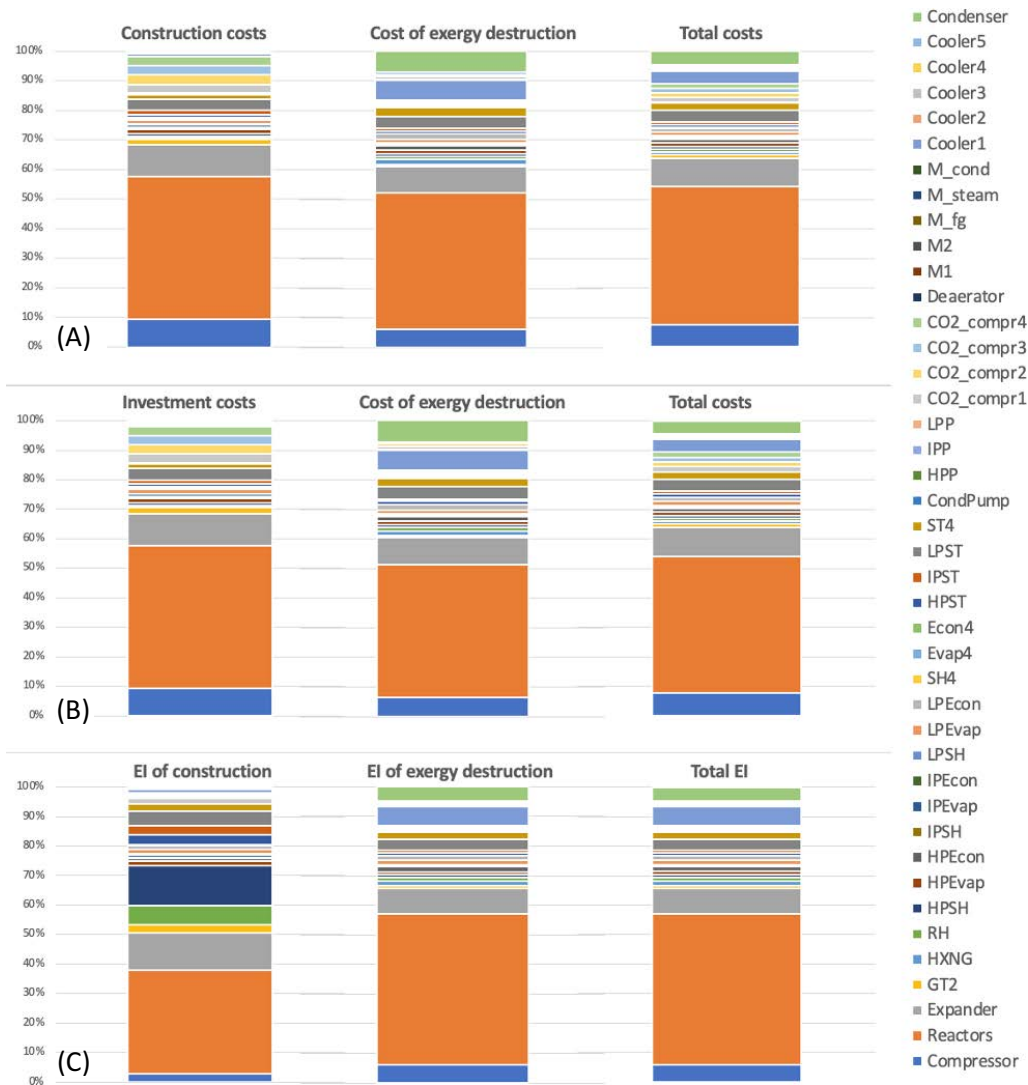 Construction costs
Cost of exergy destruction
Total costs
100%
90%
80%
70%
60%
50%
40%
30%
20%
10%
0%
(A)
Investment costs
Cost of exergy destruction
Total costs
100%
90%
80%
70%
60%
50%
40%
30%
20%
10%
0%
(B)
EI of construction
EI of exergy destruction
Total EI
100%
90%
80%
70%
60%
50%
40%
30%
20%
10%
0%
(C)
Condenser
Cooler5
Cooler4
Cooler3
Cooler2
Cooler1
M_cond
M_steam
M_fg
M2
M1
Deaerator
CO2_compr4
CO2_compr3
CO2_compr2
CO2_compr1
LPP
IPP
HPP
CondPump
ST4
LPST
IPST
HPST
Econ4
Evap4
SH4
LPEcon
LPEvap
LPSH
IPEcon
IPEvap
IPSH
HPEcon
HPEvap
HPSH
RH
HXNG
GT2
Expander
Reactors
Compressor